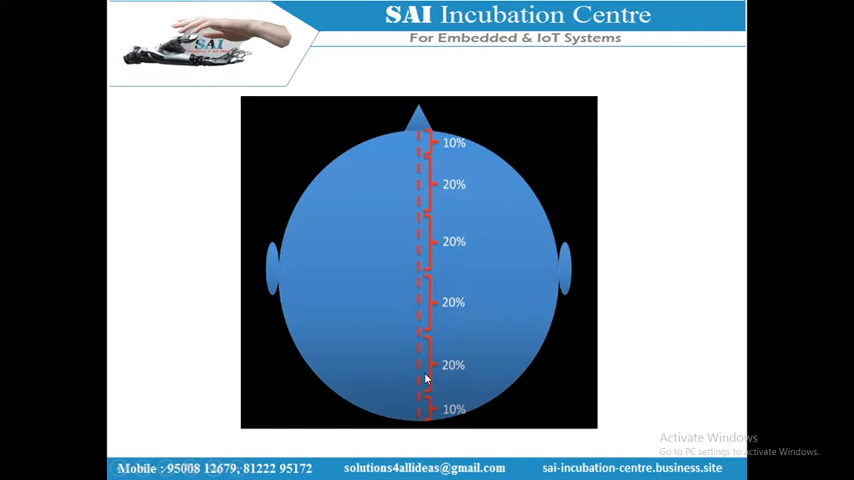 SAI Incubation Centre
For Embedded & IoT Systems
SAI
10%
20%
20%
20%
20%
10%
Activate Windows
Go to PC settings to activate Windows.
Mobile : 95008 12679, 81222 95172
solutions4allideas@gmail.com
sai-incubation-centre.business.site